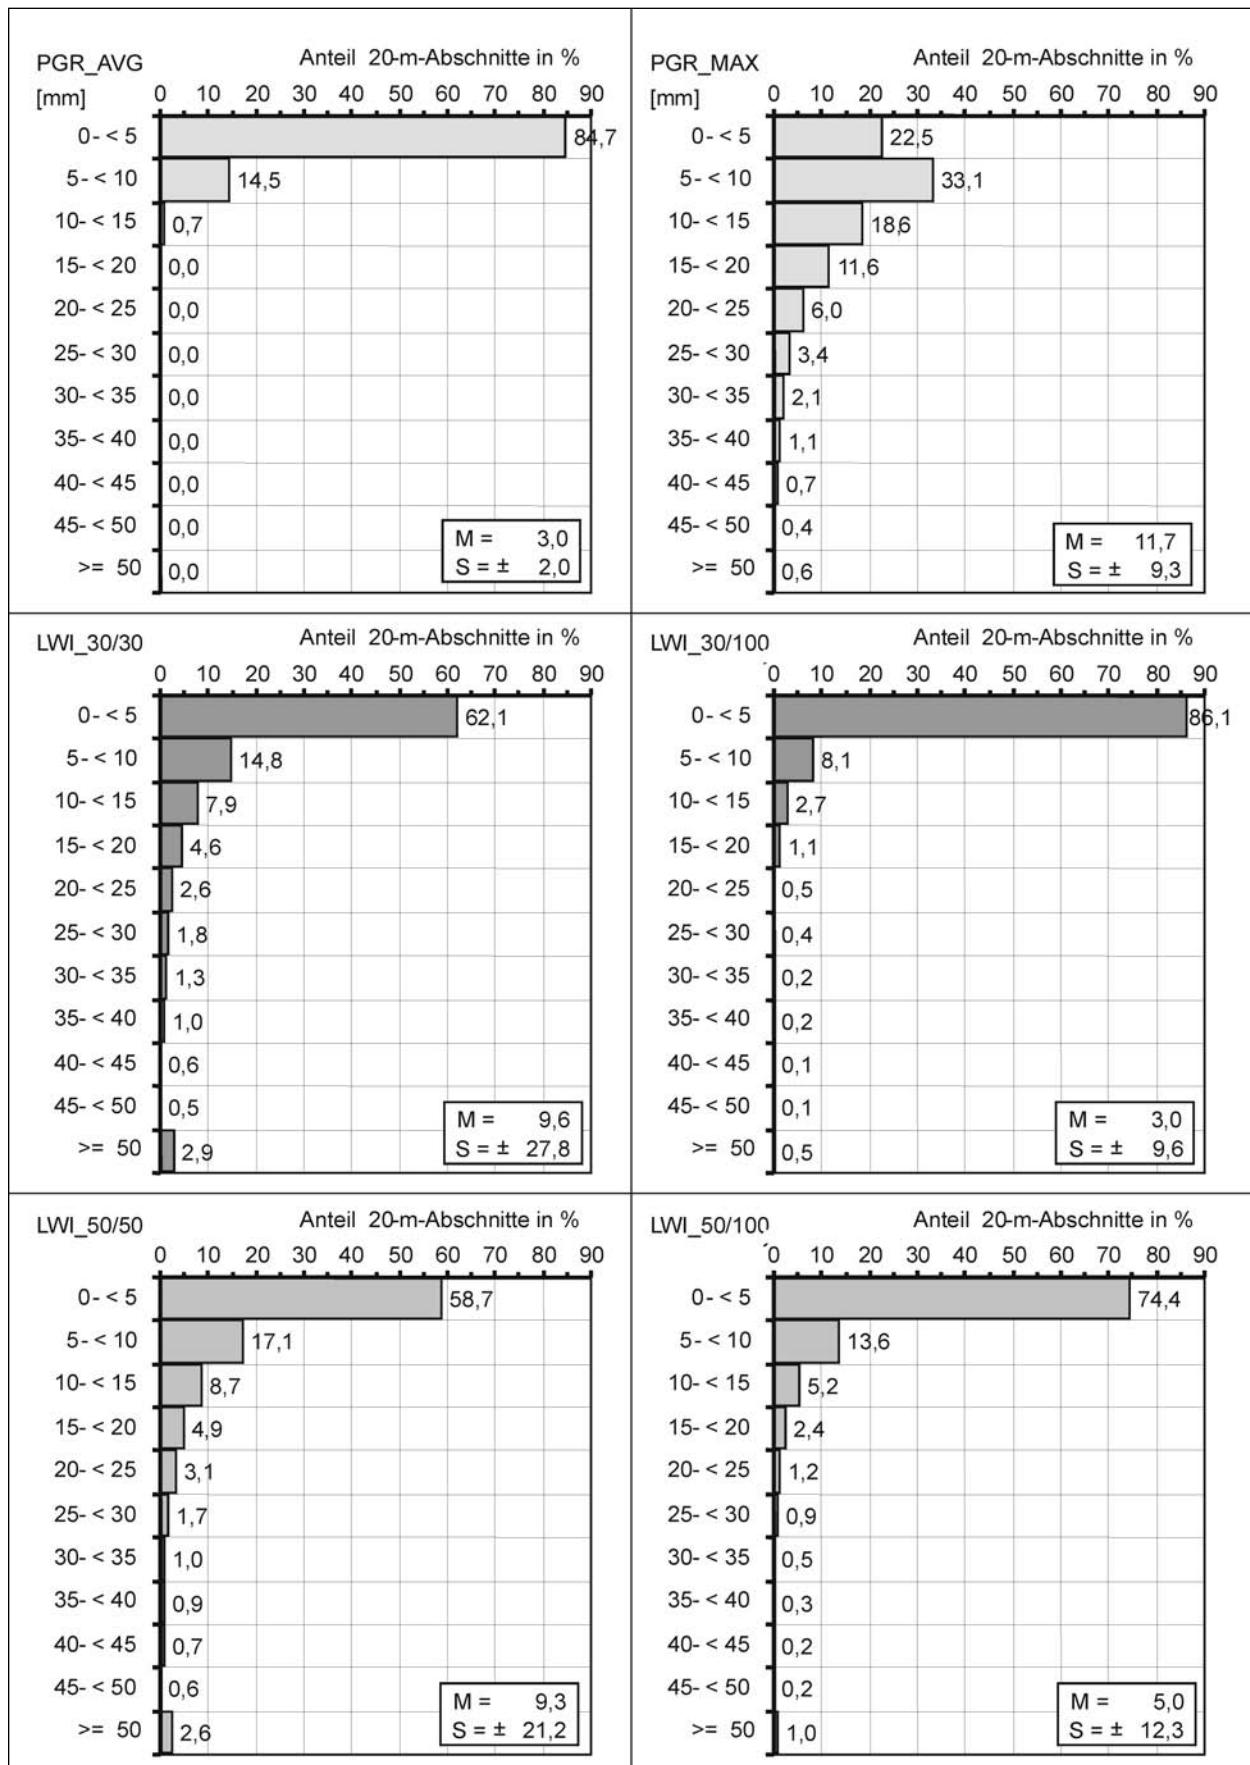 PGR_AVG Anteil 20-m-Abschnitte in %
[mm] 0 10 20 30 40 50 60 70 80 90
0- < 5 84,7
5- < 10 14,5
10- < 15 0,7
15- < 20 0,0
20- < 25 0,0
25- < 30 0,0
30- < 35 0,0
35- < 40 0,0
40- < 45 0,0
45- < 50 0,0
>= 50 0,0
M = 3,0
S = ± 2,0
PGR_MAX Anteil 20-m-Abschnitte in %
[mm] 0 10 20 30 40 50 60 70 80 90
0- < 5 22,5
5- < 10 33,1
10- < 15 18,6
15- < 20 11,6
20- < 25 6,0
25- < 30 3,4
30- < 35 2,1
35- < 40 1,1
40- < 45 0,7
45- < 50 0,4
>= 50 0,6
M = 11,7
S = ± 9,3
LWI_30/30 Anteil 20-m-Abschnitte in %
0 10 20 30 40 50 60 70 80 90
0- < 5 62,1
5- < 10 14,8
10- < 15 7,9
15- < 20 4,6
20- < 25 2,6
25- < 30 1,8
30- < 35 1,3
35- < 40 1,0
40- < 45 0,6
45- < 50 0,5
>= 50 2,9
M = 9,6
S = ± 27,8
LWI_30/100 Anteil 20-m-Abschnitte in %
0 10 20 30 40 50 60 70 80 90
0- < 5 86,1
5- < 10 8,1
10- < 15 2,7
15- < 20 1,1
20- < 25 0,5
25- < 30 0,4
30- < 35 0,2
35- < 40 0,2
40- < 45 0,1
45- < 50 0,1
>= 50 0,5
M = 3,0
S = ± 9,6
LWI_50/50 Anteil 20-m-Abschnitte in %
0 10 20 30 40 50 60 70 80 90
0- < 5 58,7
5- < 10 17,1
10- < 15 8,7
15- < 20 4,9
20- < 25 3,1
25- < 30 1,7
30- < 35 1,0
35- < 40 0,9
40- < 45 0,7
45- < 50 0,6
>= 50 2,6
M = 9,3
S = ± 21,2
LWI_50/100 Anteil 20-m-Abschnitte in %
0 10 20 30 40 50 60 70 80 90
0- < 5 74,4
5- < 10 13,6
10- < 15 5,2
15- < 20 2,4
20- < 25 1,2
25- < 30 0,9
30- < 35 0,5
35- < 40 0,3
40- < 45 0,2
45- < 50 0,2
>= 50 1,0
M = 5,0
S = ± 12,3